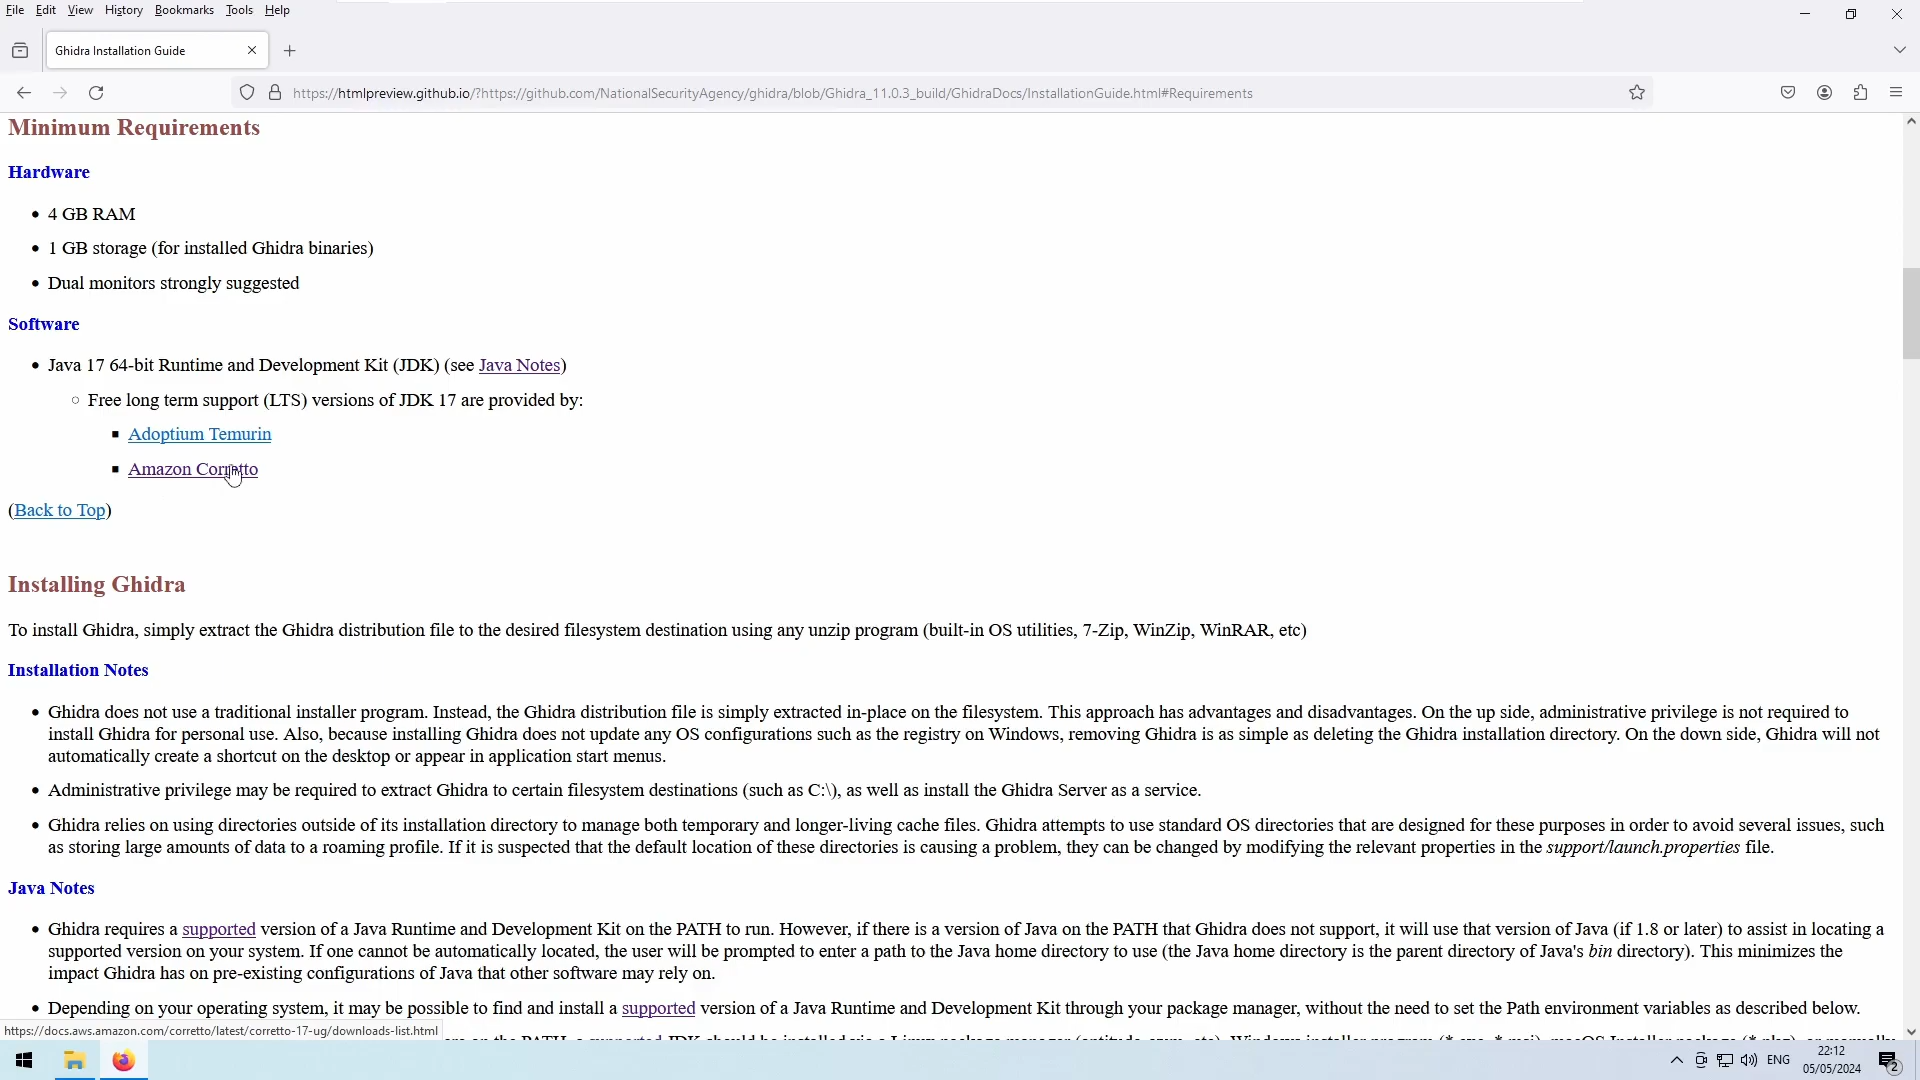 File Edit View History Bookmarks Tools Help
Ghidra Installation Guide
https://htmlpreview.github.io/?https://github.com/NationalSecurityAgency/ghidra/blob/Ghidra_11.0.3_build/GhidraDocs/InstallationGuide.html#Requirements
Minimum Requirements
Hardware
4 GB RAM
1 GB storage (for installed Ghidra binaries)
Dual monitors strongly suggested
Software
Java 17 64-bit Runtime and Development Kit (JDK) (see Java Notes)
Free long term support (LTS) versions of JDK 17 are provided by:
Adoptium Temurin
Amazon Corretto
(Back to Top)
Installing Ghidra
To install Ghidra, simply extract the Ghidra distribution file to the desired filesystem destination using any unzip program (built-in OS utilities, 7-Zip, WinZip, WinRAR, etc)
Installation Notes
Ghidra does not use a traditional installer program. Instead, the Ghidra distribution file is simply extracted in-place on the filesystem. This approach has advantages and disadvantages. On the up side, administrative privilege is not required to
install Ghidra for personal use. Also, because installing Ghidra does not update any OS configurations such as the registry on Windows, removing Ghidra is as simple as deleting the Ghidra installation directory. On the down side, Ghidra will not
automatically create a shortcut on the desktop or appear in application start menus.
Administrative privilege may be required to extract Ghidra to certain filesystem destinations (such as C:\), as well as install the Ghidra Server as a service.
Ghidra relies on using directories outside of its installation directory to manage both temporary and longer-living cache files. Ghidra attempts to use standard OS directories that are designed for these purposes in order to avoid several issues, such
as storing large amounts of data to a roaming profile. If it is suspected that the default location of these directories is causing a problem, they can be changed by modifying the relevant properties in the support/launch.properties file.
Java Notes
Ghidra requires a supported version of a Java Runtime and Development Kit on the PATH to run. However, if there is a version of Java on the PATH that Ghidra does not support, it will use that version of Java (if 1.8 or later) to assist in locating a
supported version on your system. If one cannot be automatically located, the user will be prompted to enter a path to the Java home directory to use (the Java home directory is the parent directory of Java's bin directory). This minimizes the
impact Ghidra has on pre-existing configurations of Java that other software may rely on.
Depending on your operating system, it may be possible to find and install a supported version of a Java Runtime and Development Kit through your package manager, without the need to set the Path environment variables as described below.
https://docs.aws.amazon.com/corretto/latest/corretto-17-ug/downloads-list.html
ENG
22:12
05/05/2024
2